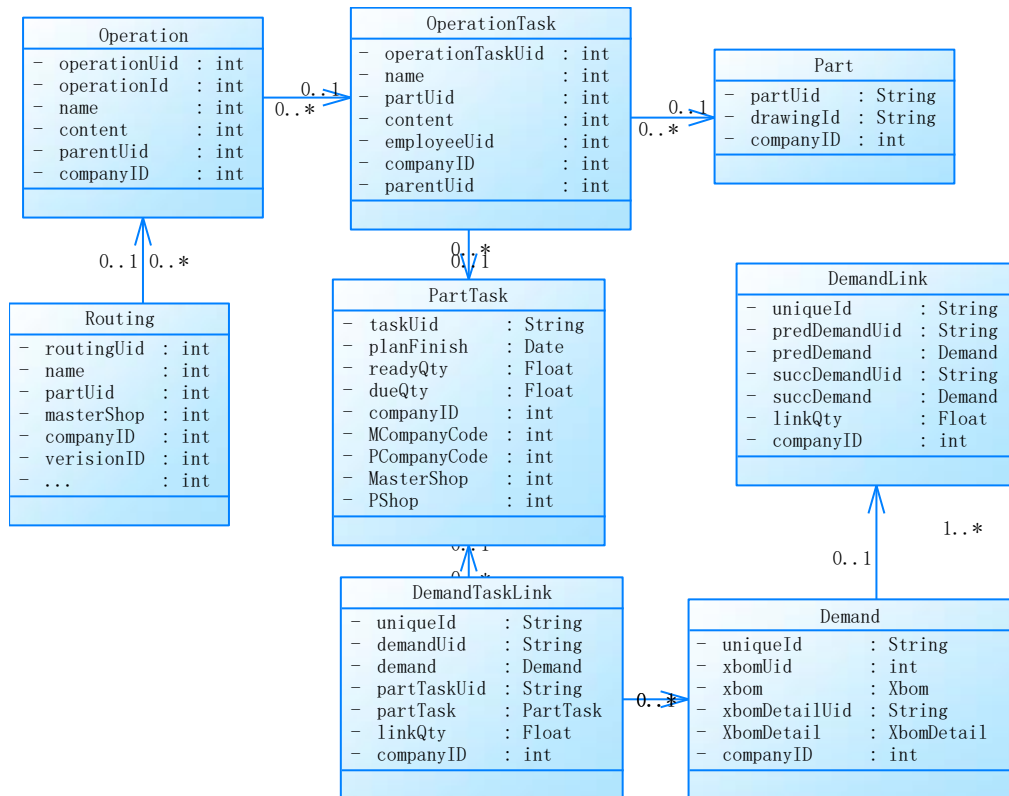 Operation
- operationUid : int
- operationId : int
- name : int
- content : int
- parentUid : int
- companyID : int
0..1
0..*
OperationTask
- operationTaskUid : int
- name : int
- partUid : int
- content : int
- employeeUid : int
- companyID : int
- parentUid : int
0..1
0..*
Part
- partUid : String
- drawingId : String
- companyID : int
0..1
0..*
0..*
0..1
Routing
- routingUid : int
- name : int
- partUid : int
- masterShop : int
- companyID : int
- verisionID : int
- ... : int
PartTask
- taskUid : String
- planFinish : Date
- readyQty : Float
- dueQty : Float
- companyID : int
- MCompanyCode : int
- PCompanyCode : int
- MasterShop : int
- PShop : int
DemandLink
- uniqueId : String
- predDemandUid : String
- predDemand : Demand
- succDemandUid : String
- succDemand : Demand
- linkQty : Float
- companyID : int
1..*
0..1
0..1
0..*
DemandTaskLink
- uniqueId : String
- demandUid : String
- demand : Demand
- partTaskUid : String
- partTask : PartTask
- linkQty : Float
- companyID : int
Demand
- uniqueId : String
- xbomUid : int
- xbom : Xbom
- xbomDetailUid : String
- XbomDetail : XbomDetail
- companyID : int